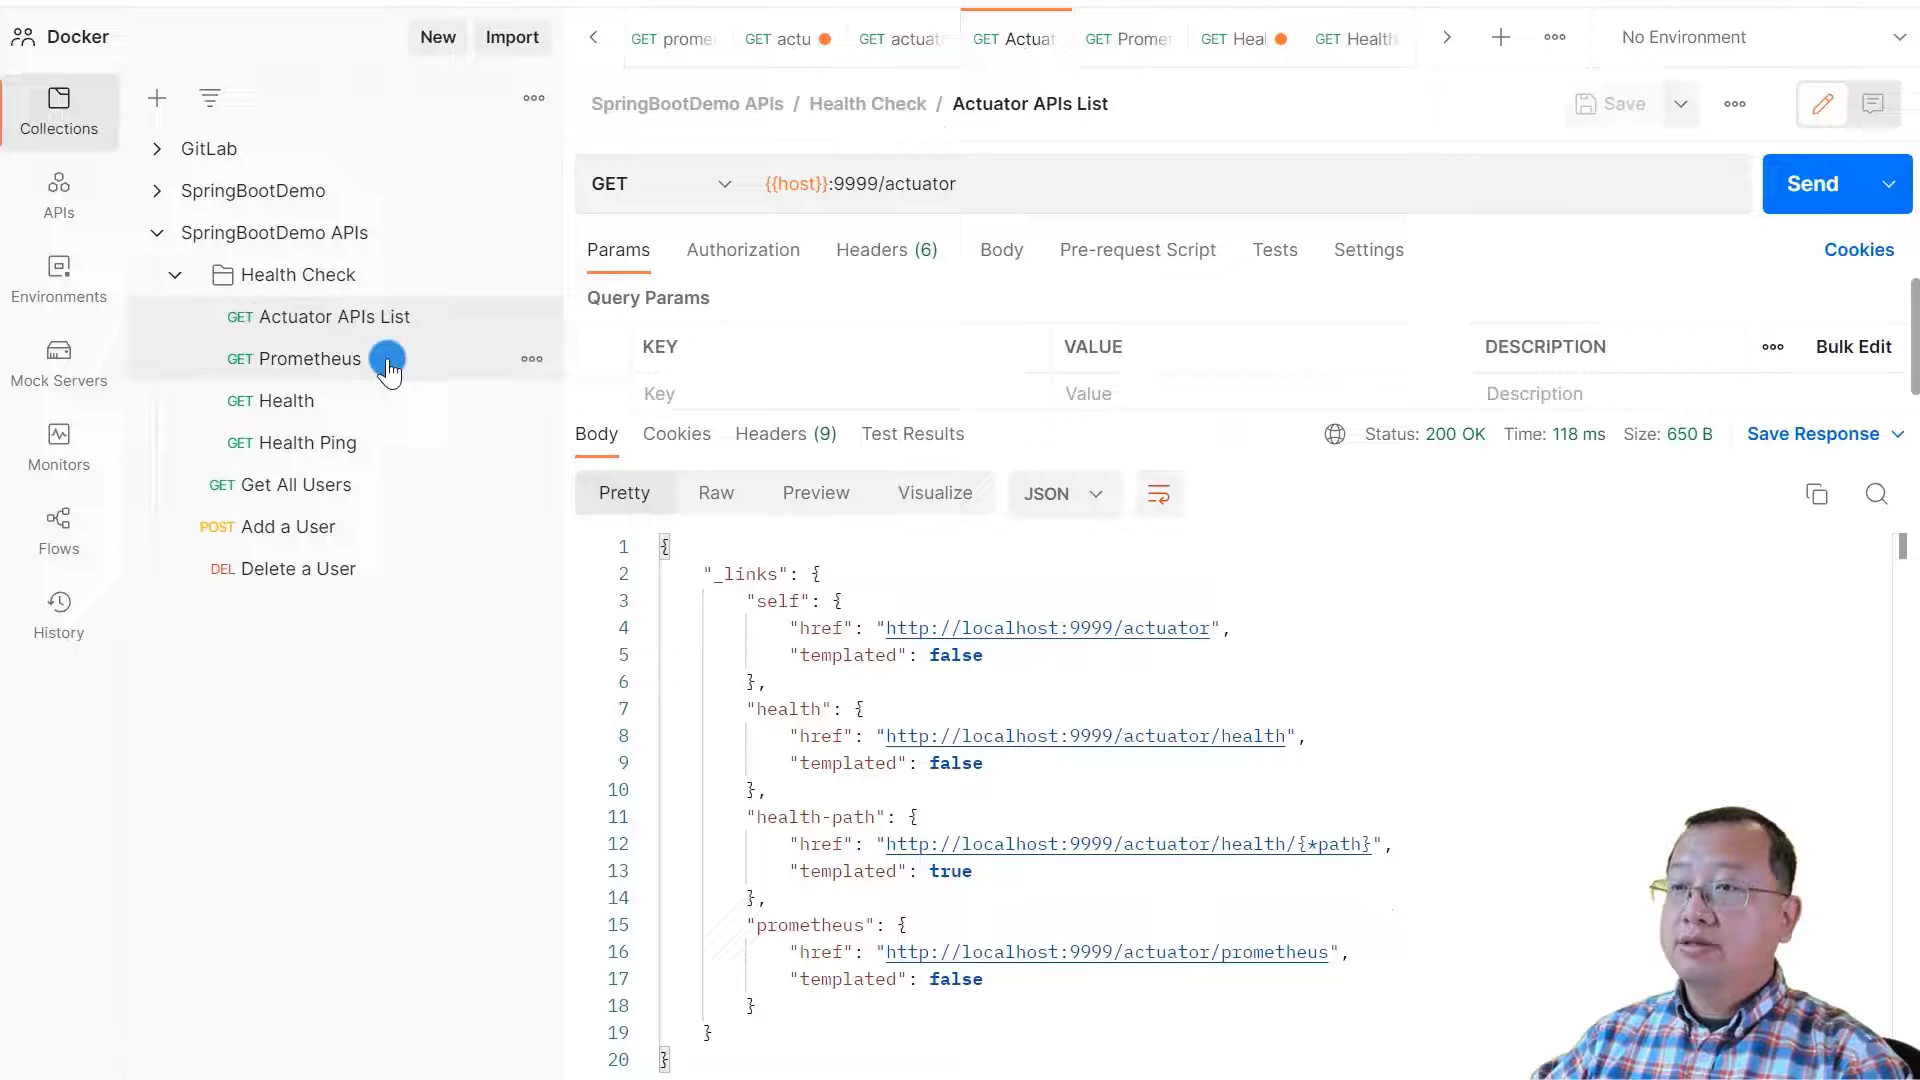 Docker
New
Import
GET prome
GET actu
GET actuat
GET Actuat
GET Prome
GET Heal
GET Health
No Environment
Collections
APIs
Environments
Mock Servers
Monitors
Flows
History
GitLab
SpringBootDemo
SpringBootDemo APIs
Health Check
GET Actuator APIs List
GET Prometheus
GET Health
GET Health Ping
GET Get All Users
POST Add a User
DEL Delete a User
SpringBootDemo APIs / Health Check / Actuator APIs List
Save
GET
{{host}}:9999/actuator
Send
Params
Authorization
Headers (6)
Body
Pre-request Script
Tests
Settings
Cookies
Query Params
KEY
VALUE
DESCRIPTION
Bulk Edit
Key
Value
Description
Body
Cookies
Headers (9)
Test Results
Status: 200 OK
Time: 118 ms
Size: 650 B
Save Response
Pretty
Raw
Preview
Visualize
JSON
1 {
2 "_links": {
3 "self": {
4 "href": "http://localhost:9999/actuator",
5 "templated": false
6 },
7 "health": {
8 "href": "http://localhost:9999/actuator/health",
9 "templated": false
10 },
11 "health-path": {
12 "href": "http://localhost:9999/actuator/health/{*path}",
13 "templated": true
14 },
15 "prometheus": {
16 "href": "http://localhost:9999/actuator/prometheus",
17 "templated": false
18 }
19 }
20 }